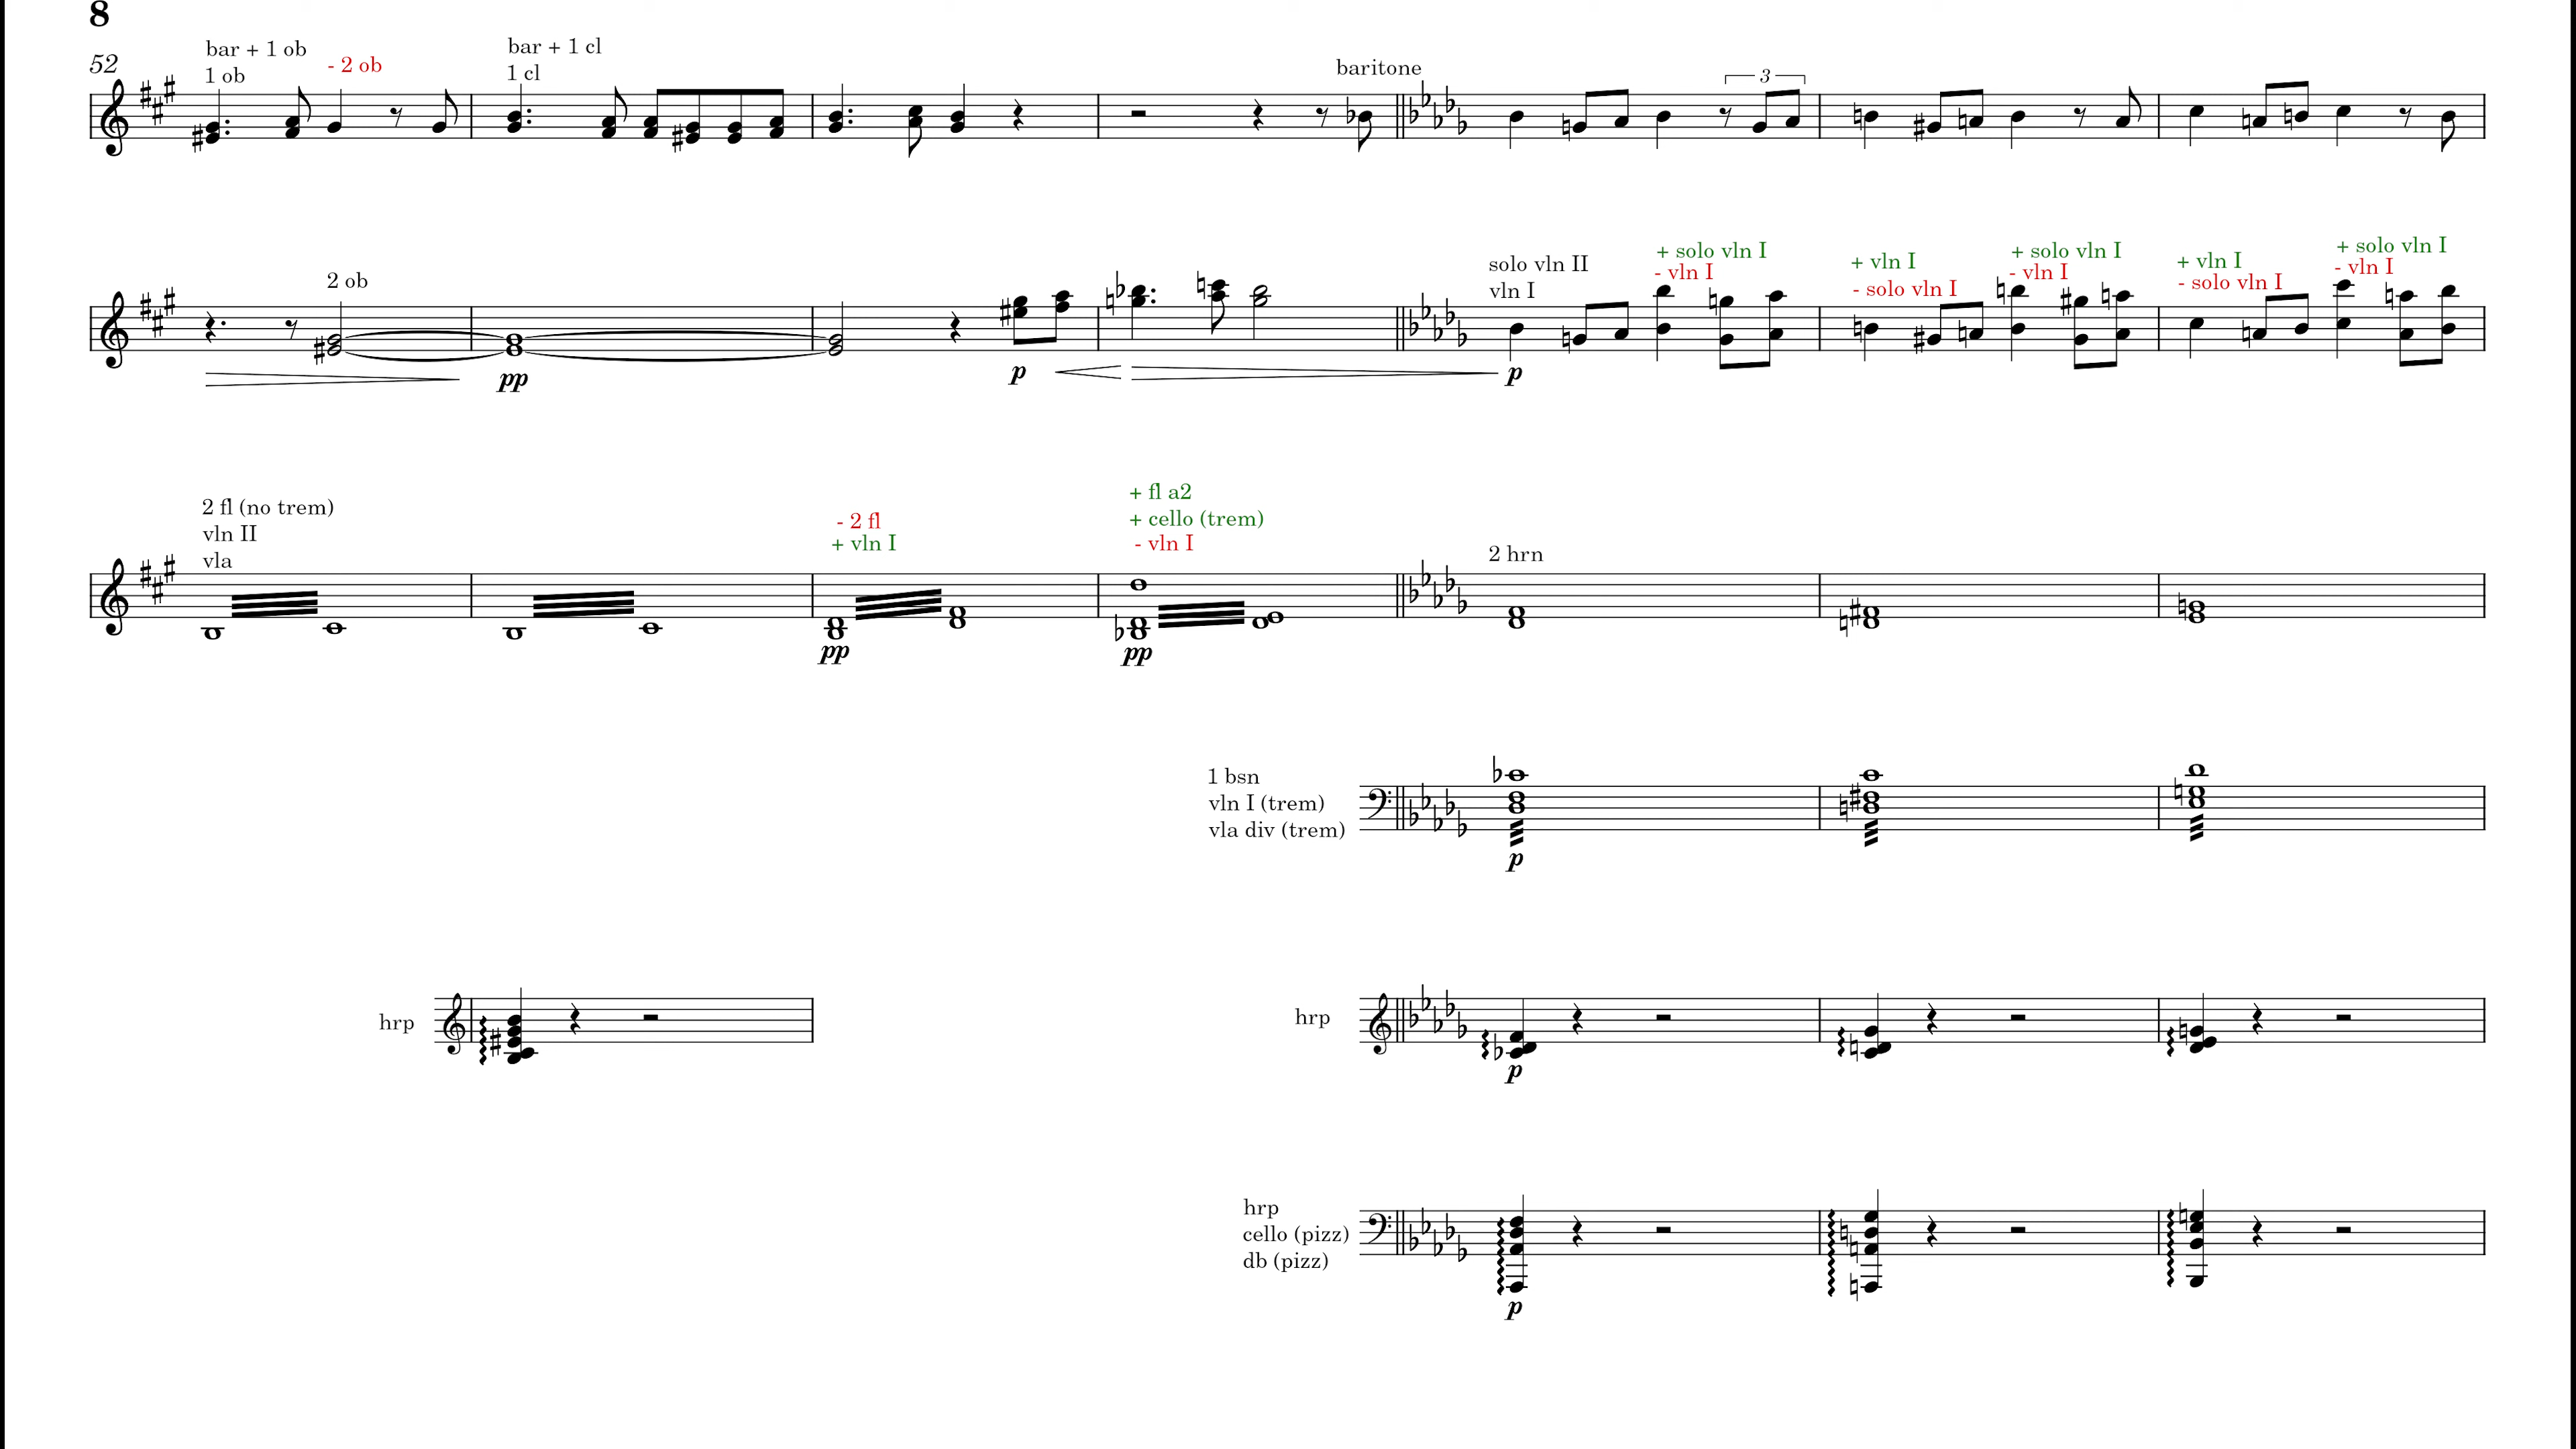 8
52
bar + 1 ob
1 ob
- 2 ob
bar + 1 cl
1 cl
baritone
3
2 ob
pp
p
solo vln II
vln I
p
+ solo vln I
- vln I
+ vln I
- solo vln I
+ solo vln I
- vln I
+ vln I
- solo vln I
+ solo vln I
- vln I
2 fl (no trem)
vln II
vla
- 2 fl
+ vln I
pp
+ fl a2
+ cello (trem)
- vln I
pp
2 hrn
1 bsn
vln I (trem)
vla div (trem)
p
hrp
hrp
p
hrp
cello (pizz)
db (pizz)
p